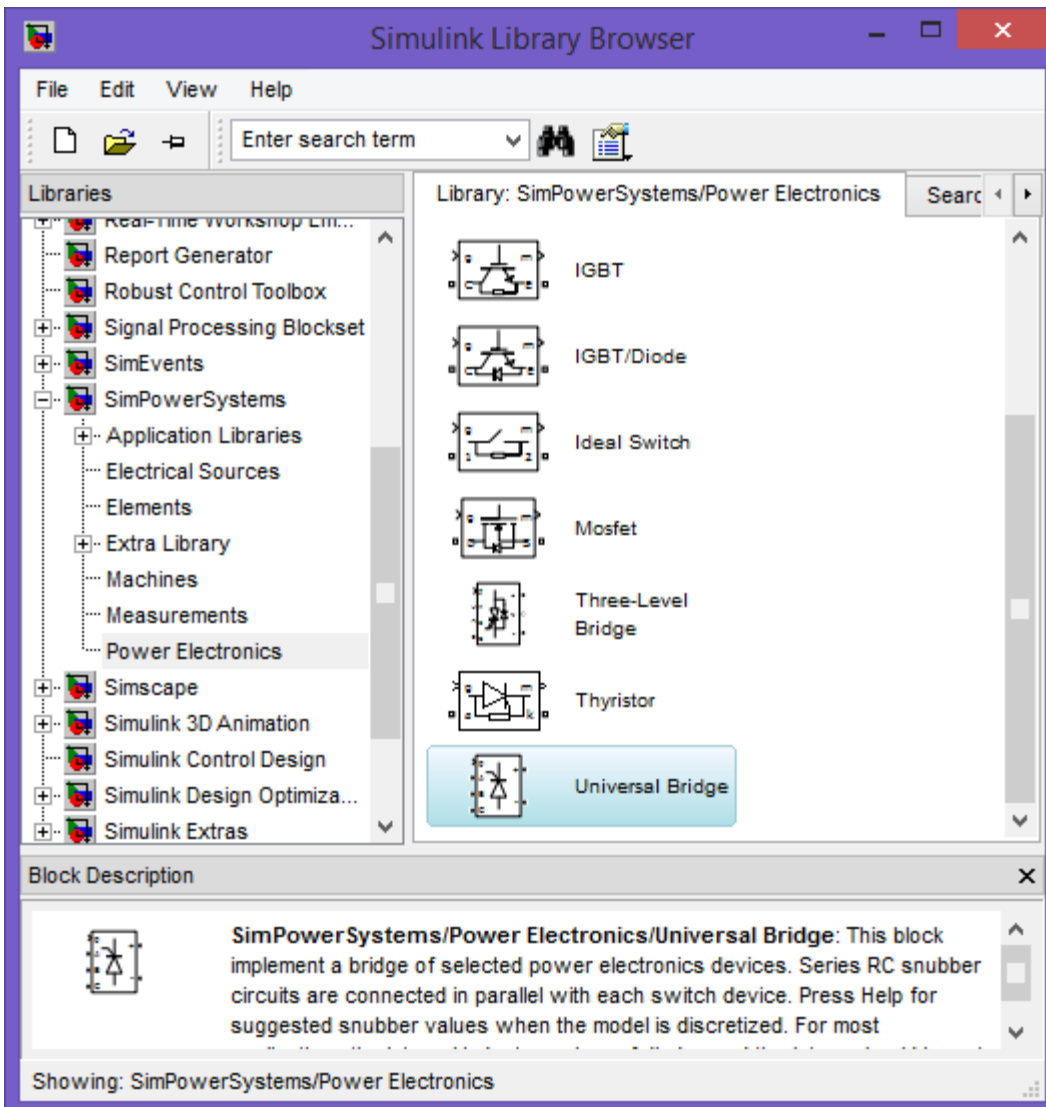 Simulink Library Browser
File Edit View Help
Enter search term
Libraries
Library: SimPowerSystems/Power Electronics
Searc
Real-Time Workshop Em...
Report Generator
Robust Control Toolbox
Signal Processing Blockset
SimEvents
SimPowerSystems
Application Libraries
Electrical Sources
Elements
Extra Library
Machines
Measurements
Power Electronics
Simscape
Simulink 3D Animation
Simulink Control Design
Simulink Design Optimiza...
Simulink Extras
IGBT
IGBT/Diode
Ideal Switch
Mosfet
Three-Level
Bridge
Thyristor
Universal Bridge
Block Description
SimPowerSystems/Power Electronics/Universal Bridge: This block
implement a bridge of selected power electronics devices. Series RC snubber
circuits are connected in parallel with each switch device. Press Help for
suggested snubber values when the model is discretized. For most
Showing: SimPowerSystems/Power Electronics